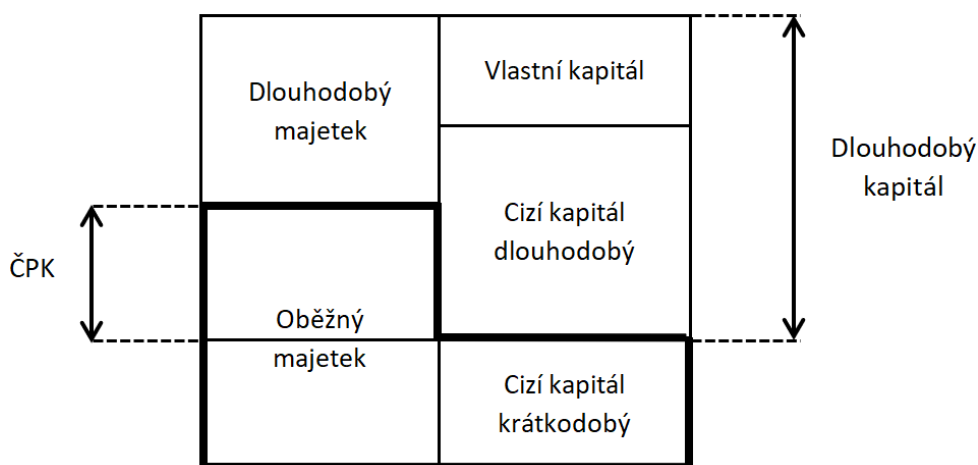 Dlouhodobý
majetek
Vlastní kapitál
Dlouhodobý
kapitál
Cizí kapitál
dlouhodobý
ČPK
Oběžný
majetek
Cizí kapitál
krátkodobý